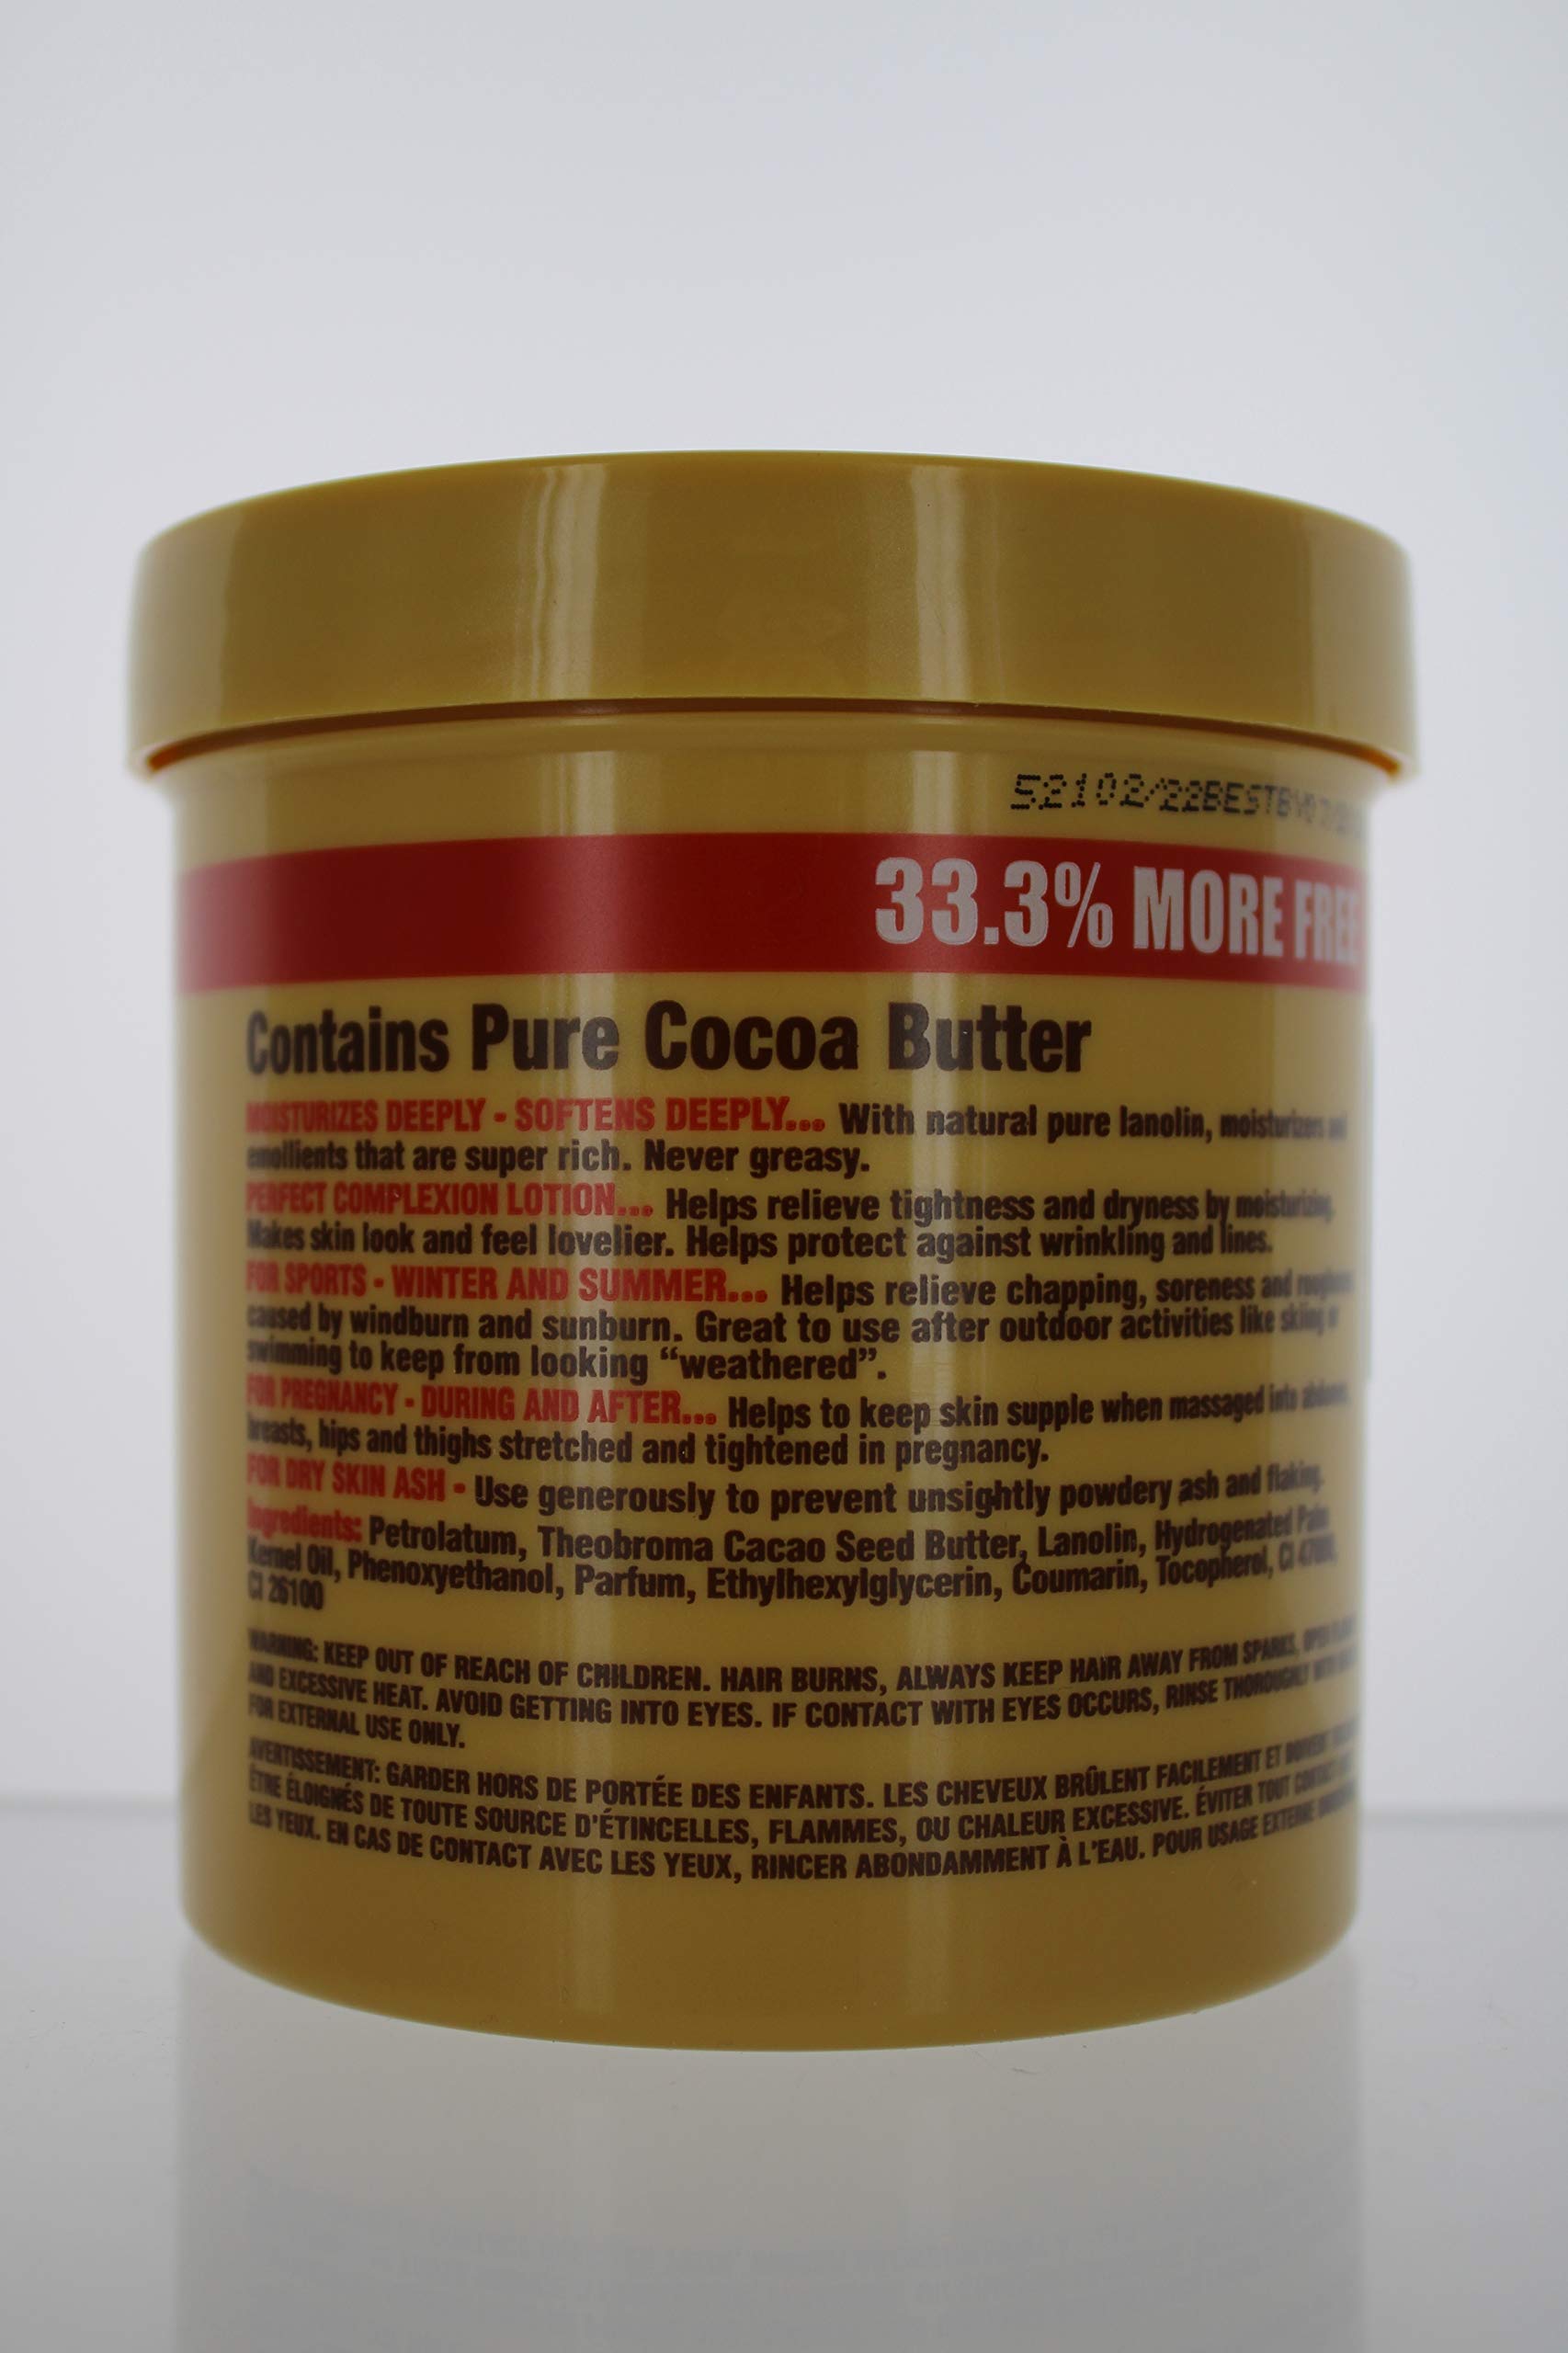 52102/22BESTBY
33.3% MORE FREE
Contains Pure Cocoa Butter
MOISTURIZES DEEPLY - SOFTENS DEEPLY... With natural pure lanolin, moisturizers and
emollients that are super rich. Never greasy.
PERFECT COMPLEXION LOTION... Helps relieve tightness and dryness by moisturizing.
Makes skin look and feel lovelier. Helps protect against wrinkling and lines.
FOR SPORTS - WINTER AND SUMMER... Helps relieve chapping, soreness and
caused by windburn and sunburn. Great to use after outdoor activities like skiing or
swimming to keep from looking “weathered”.
FOR PREGNANCY - DURING AND AFTER... Helps to keep skin supple when massaged into
breasts, hips and thighs stretched and tightened in pregnancy.
FOR DRY SKIN ASH - Use generously to prevent unsightly powdery ash and flaking.
Ingredients: Petrolatum, Theobroma Cacao Seed Butter, Lanolin, Hydrogenated Palm
Kernel Oil, Phenoxyethanol, Parfum, Ethylhexylglycerin, Coumarin, Tocopherol, CI
CI 26100
WARNING: KEEP OUT OF REACH OF CHILDREN. HAIR BURNS, ALWAYS KEEP HAIR AWAY FROM SPARKS, OPEN
AND EXCESSIVE HEAT. AVOID GETTING INTO EYES. IF CONTACT WITH EYES OCCURS, RINSE THOROUGHLY WITH
FOR EXTERNAL USE ONLY.
AVERTISSEMENT: GARDER HORS DE PORTÉE DES ENFANTS. LES CHEVEUX BRÛLENT FACILEMENT ET DOIVENT
ÊTRE ÉLOIGNÉS DE TOUTE SOURCE D'ÉTINCELLES, FLAMMES, OU CHALEUR EXCESSIVE. ÉVITER TOUT CONTACT
LES YEUX. EN CAS DE CONTACT AVEC LES YEUX, RINCER ABONDAMMENT À L'EAU. POUR USAGE EXTERNE